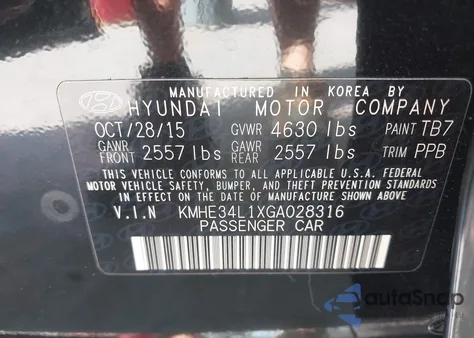 MANUFACTURED IN KOREA BY
HYUNDAI MOTOR COMPANY
OCT/28/15 GVWR 4630 lbs PAINT TB7
GAWR FRONT 2557 lbs GAWR REAR 2557 lbs TRIM PPB
THIS VEHICLE CONFORMS TO ALL APPLICABLE U.S.A. FEDERAL
MOTOR VEHICLE SAFETY, BUMPER, AND THEFT PREVENTION STANDARDS
IN EFFECT ON THE DATE OF MANUFACTURE SHOWN ABOVE.
V.I.N KMHE34L1XGA028316
PASSENGER CAR
autaSnap